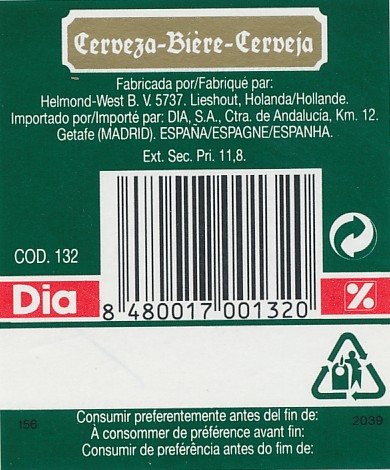 Cerveza-Bière-Cerveja
Fabricada por/Fabriqué par:
Helmond-West B. V. 5737. Lieshout, Holanda/Hollande.
Importado por/Importé par: DIA, S.A., Ctra. de Andalucía, Km. 12.
Getafe (MADRID). ESPAÑA/ESPAGNE/ESPANHA.
Ext. Sec. Pri. 11,8.
COD. 132
Dia
%
8 480017 001320
156
2039
Consumir preferentemente antes del fin de:
À consommer de préférence avant fin:
Consumir de preferência antes do fim de: